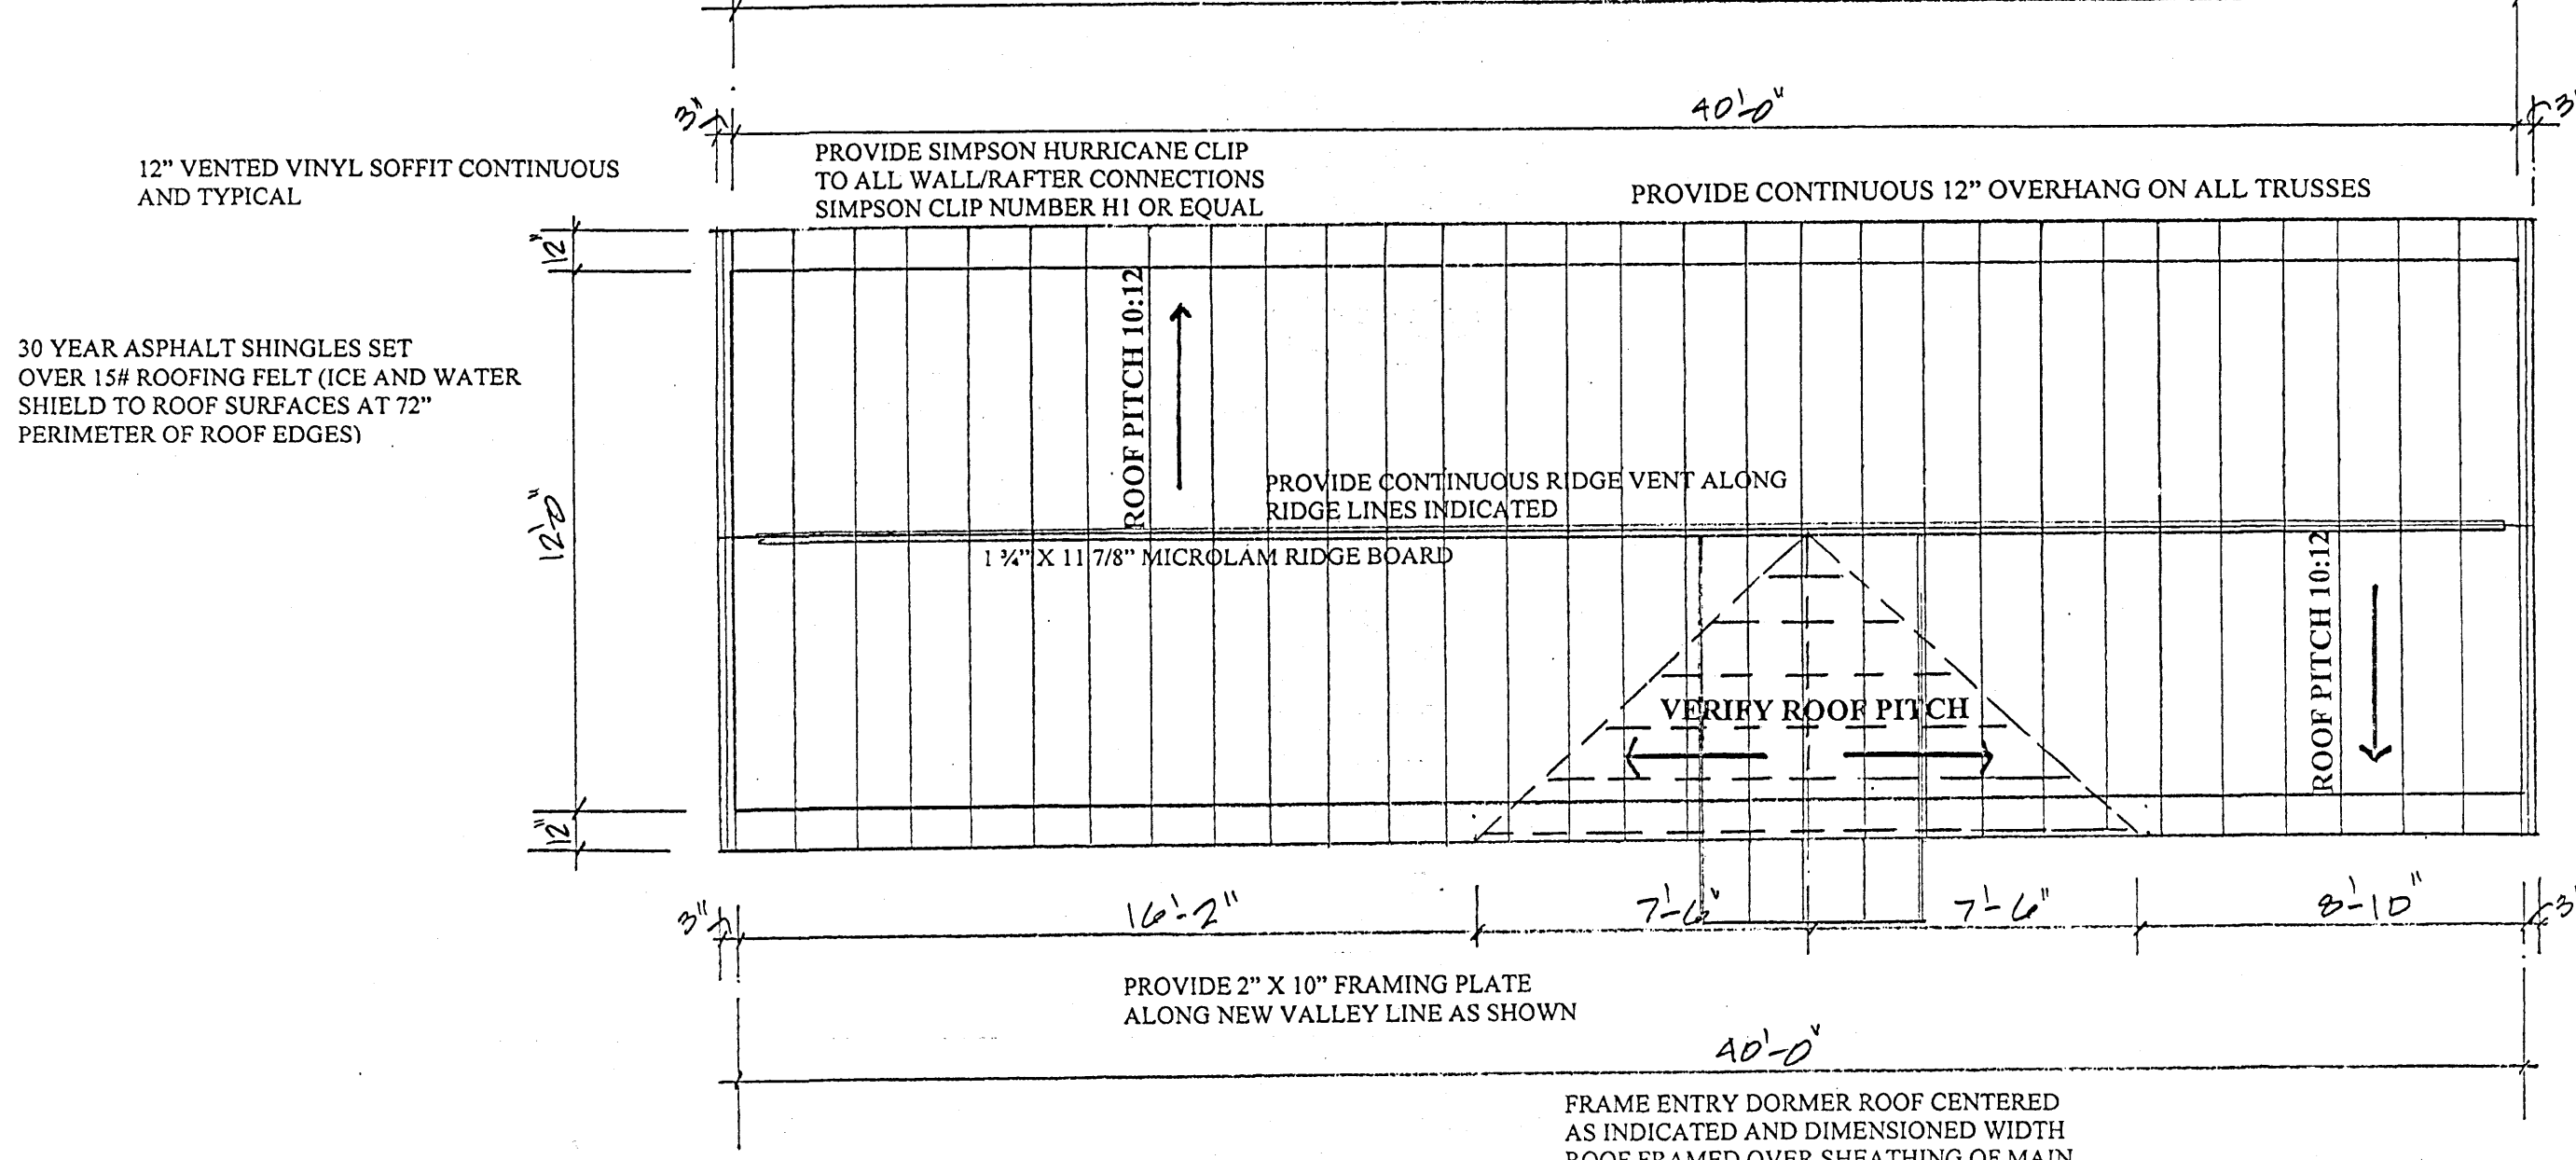 3"
40'-0"
3"
12” VENTED VINYL SOFFIT CONTINUOUS
AND TYPICAL
PROVIDE SIMPSON HURRICANE CLIP
TO ALL WALL/RAFTER CONNECTIONS
SIMPSON CLIP NUMBER H1 OR EQUAL
PROVIDE CONTINUOUS 12” OVERHANG ON ALL TRUSSES
12"
30 YEAR ASPHALT SHINGLES SET
OVER 15# ROOFING FELT (ICE AND WATER
SHIELD TO ROOF SURFACES AT 72”
PERIMETER OF ROOF EDGES)
ROOF PITCH 10:12
12'-0"
PROVIDE CONTINUOUS RIDGE VENT ALONG
RIDGE LINES INDICATED
1 ¾” X 11 7/8” MICROLAM RIDGE BOARD
ROOF PITCH 10:12
VERIFY ROOF PITCH
12"
3"
16'-2"
7'-6"
7'-6"
8'-10"
3"
PROVIDE 2” X 10” FRAMING PLATE
ALONG NEW VALLEY LINE AS SHOWN
40'-0"
FRAME ENTRY DORMER ROOF CENTERED
AS INDICATED AND DIMENSIONED WIDTH
ROOF FRAMED OVER SHEATHING OF MAIN